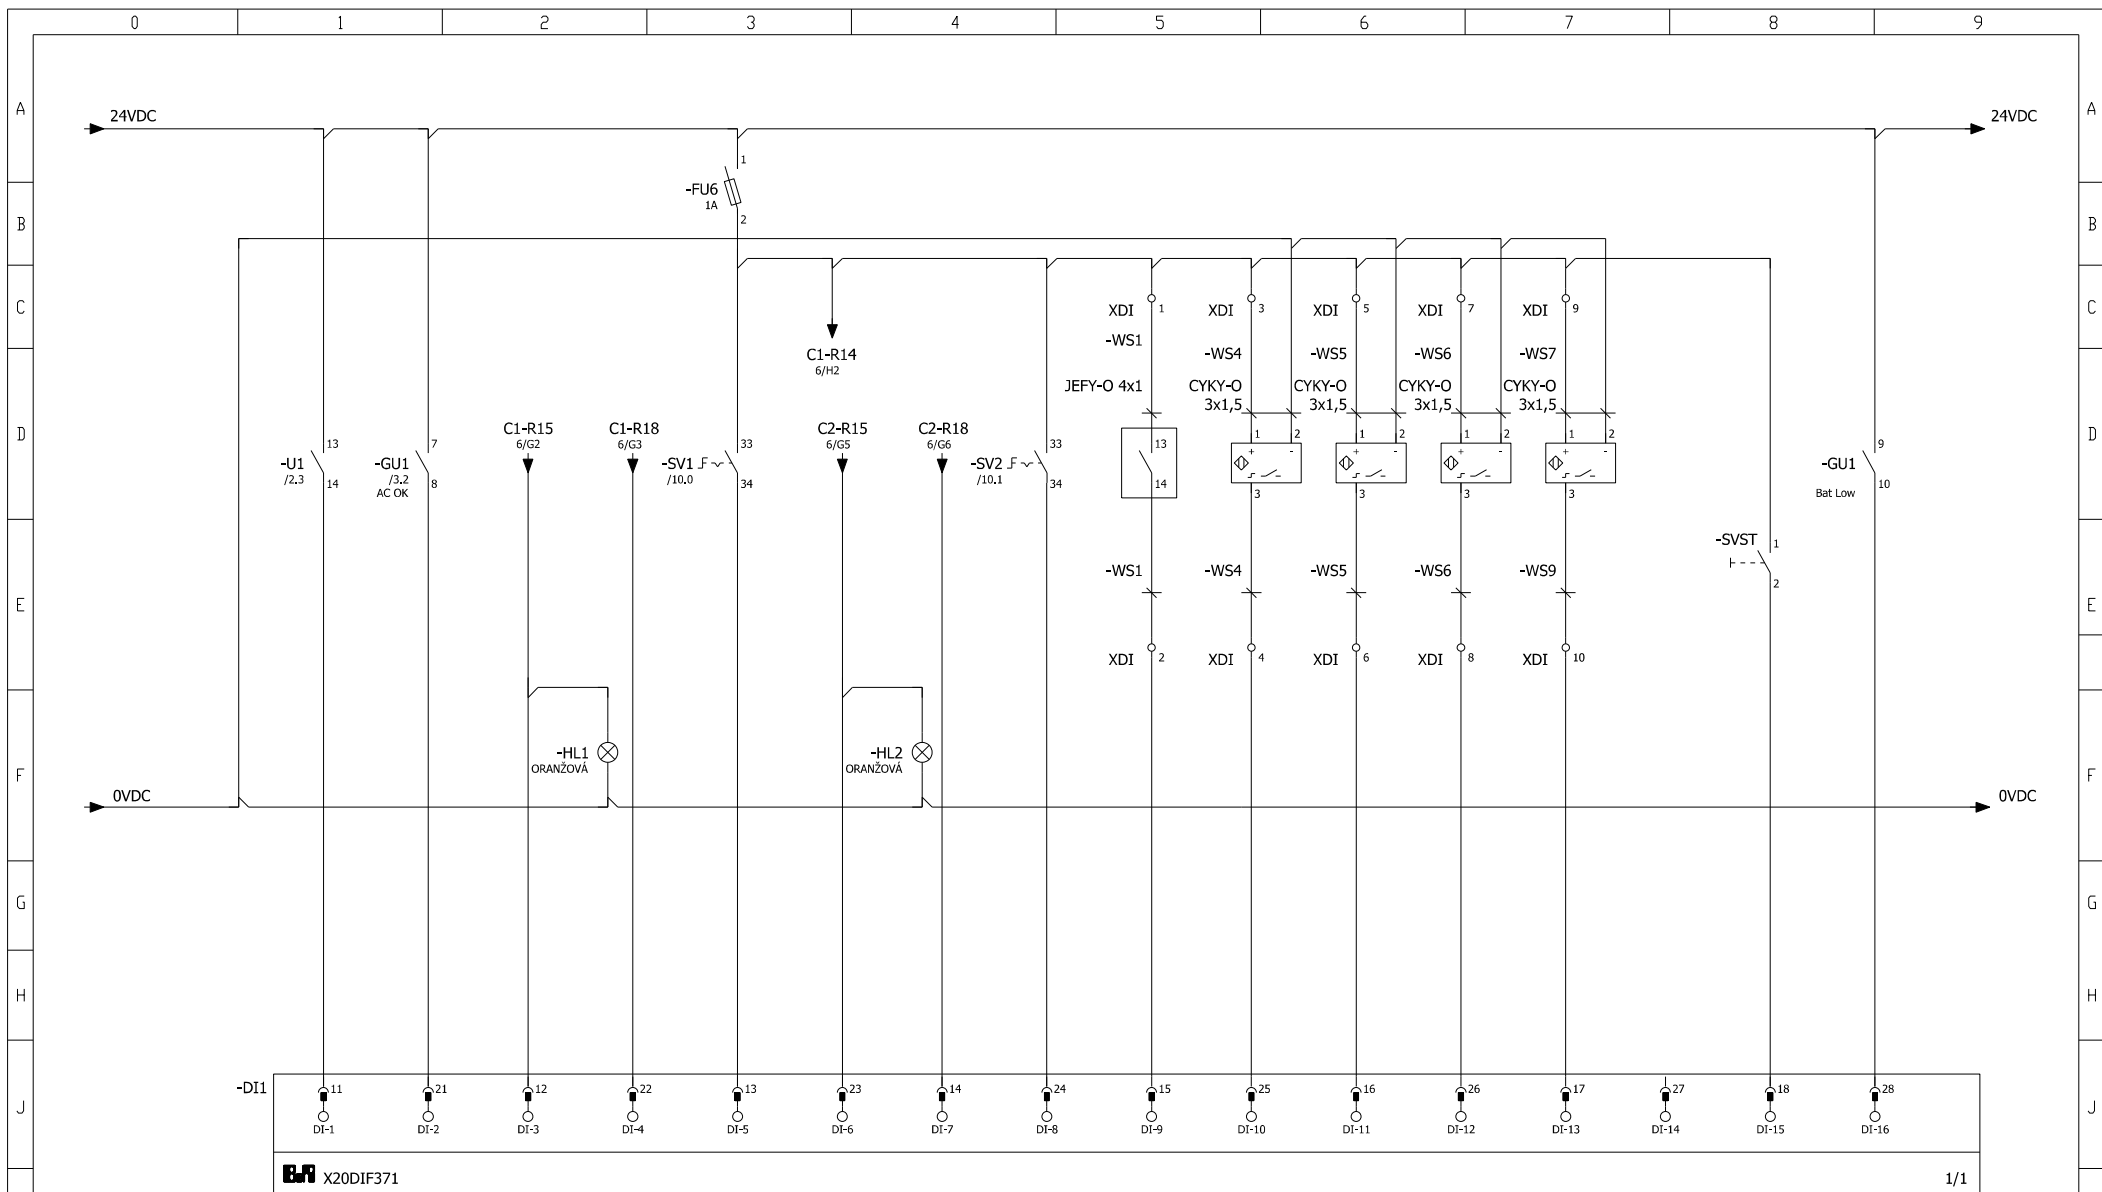 0 1 2 3 4 5 6 7 8 9
A A
24VDC 24VDC
1
-FU6
1A
2
B B
C C
XDI 1 XDI 3 XDI 5 XDI 7 XDI 9
-WS1
C1-R14
6/H2
-WS4 -WS5 -WS6 -WS7
JEFY-O 4x1 CYKY-O CYKY-O CYKY-O CYKY-O
3x1,5 3x1,5 3x1,5 3x1,5
D D
C1-R15 C1-R18 C2-R15 C2-R18
6/G2 6/G3 6/G5 6/G6
1 2 1 2 1 2 1 2
13 7 33 33 13 9
+ - + - + - + -
-U1 -GU1 -SV1 -SV2 -GU1
/2.3 /3.2 /10.0 /10.1
14 8 34 34 14 10
AC OK Bat Low
3 3 3 3
-SVST 1
2
-WS1 -WS4 -WS5 -WS6 -WS9
E E
XDI 2 XDI 4 XDI 6 XDI 8 XDI 10
-HL1 -HL2
ORANŽOVÁ ORANŽOVÁ
F F
0VDC 0VDC
G G
H H
-DI1 11 21 12 22 13 23 14 24 15 25 16 26 17 27 18 28
J J
DI-1 DI-2 DI-3 DI-4 DI-5 DI-6 DI-7 DI-8 DI-9 DI-10 DI-11 DI-12 DI-13 DI-14 DI-15 DI-16
B&R X20DIF371 1/1